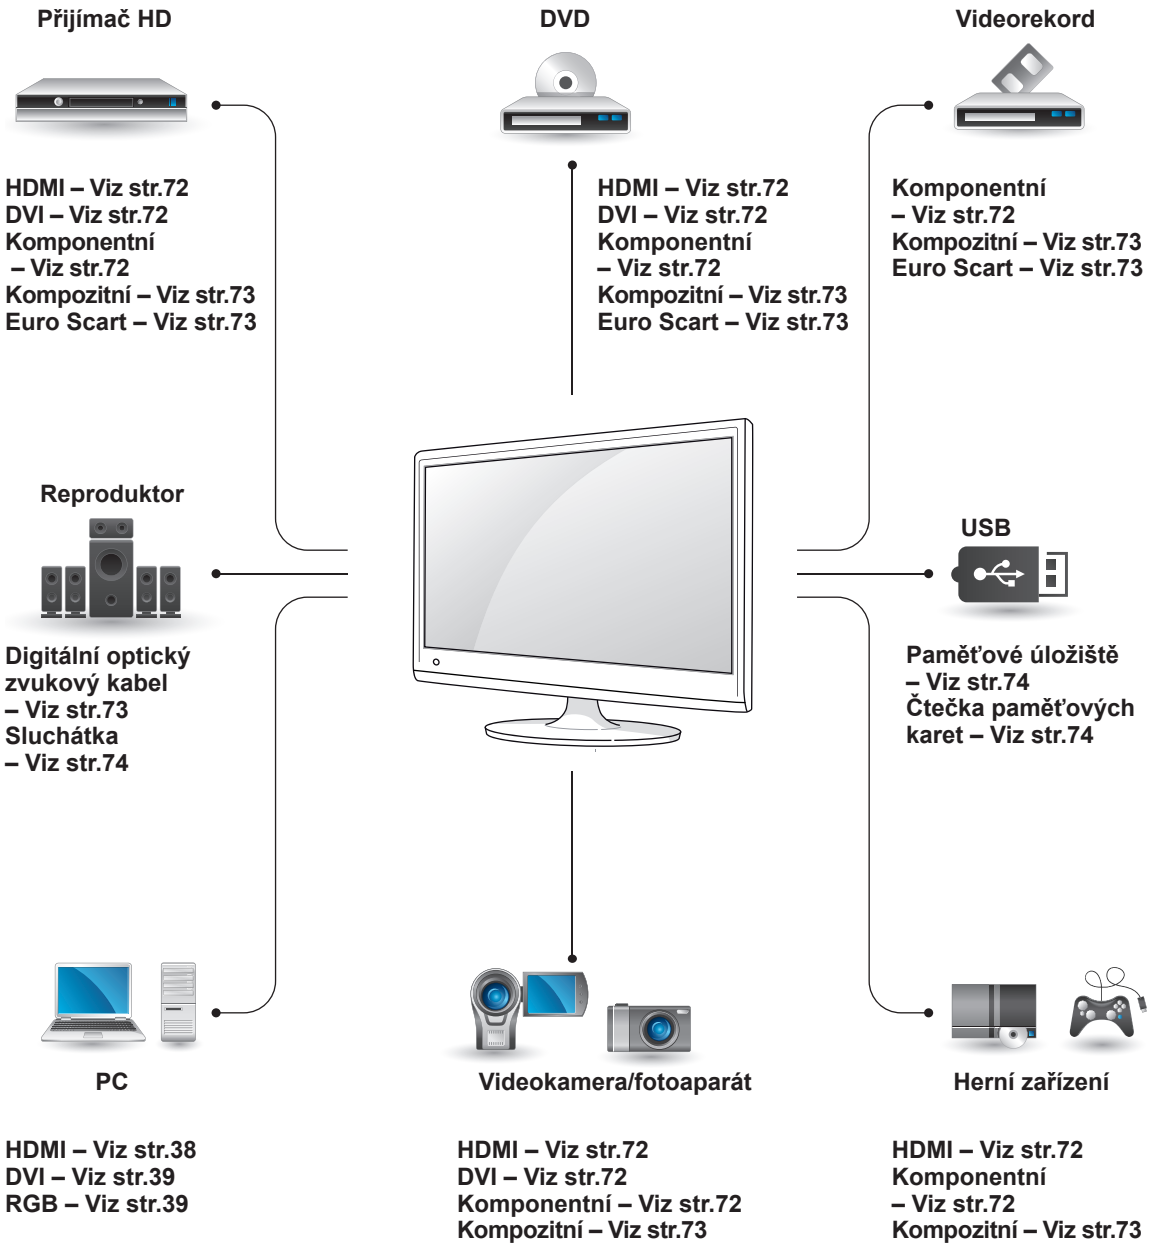 Přijímač HD
HDMI – Viz str.72
DVI – Viz str.72
Komponentní
– Viz str.72
Kompozitní – Viz str.73
Euro Scart – Viz str.73
DVD
HDMI – Viz str.72
DVI – Viz str.72
Komponentní
– Viz str.72
Kompozitní – Viz str.73
Euro Scart – Viz str.73
Videorekord
Komponentní
– Viz str.72
Kompozitní – Viz str.73
Euro Scart – Viz str.73
Reproduktor
Digitální optický
zvukový kabel
– Viz str.73
Sluchátka
– Viz str.74
USB
Paměťové úložiště
– Viz str.74
Čtečka paměťových
karet – Viz str.74
PC
HDMI – Viz str.38
DVI – Viz str.39
RGB – Viz str.39
Videokamera/fotoaparát
HDMI – Viz str.72
DVI – Viz str.72
Komponentní – Viz str.72
Kompozitní – Viz str.73
Herní zařízení
HDMI – Viz str.72
Komponentní
– Viz str.72
Kompozitní – Viz str.73